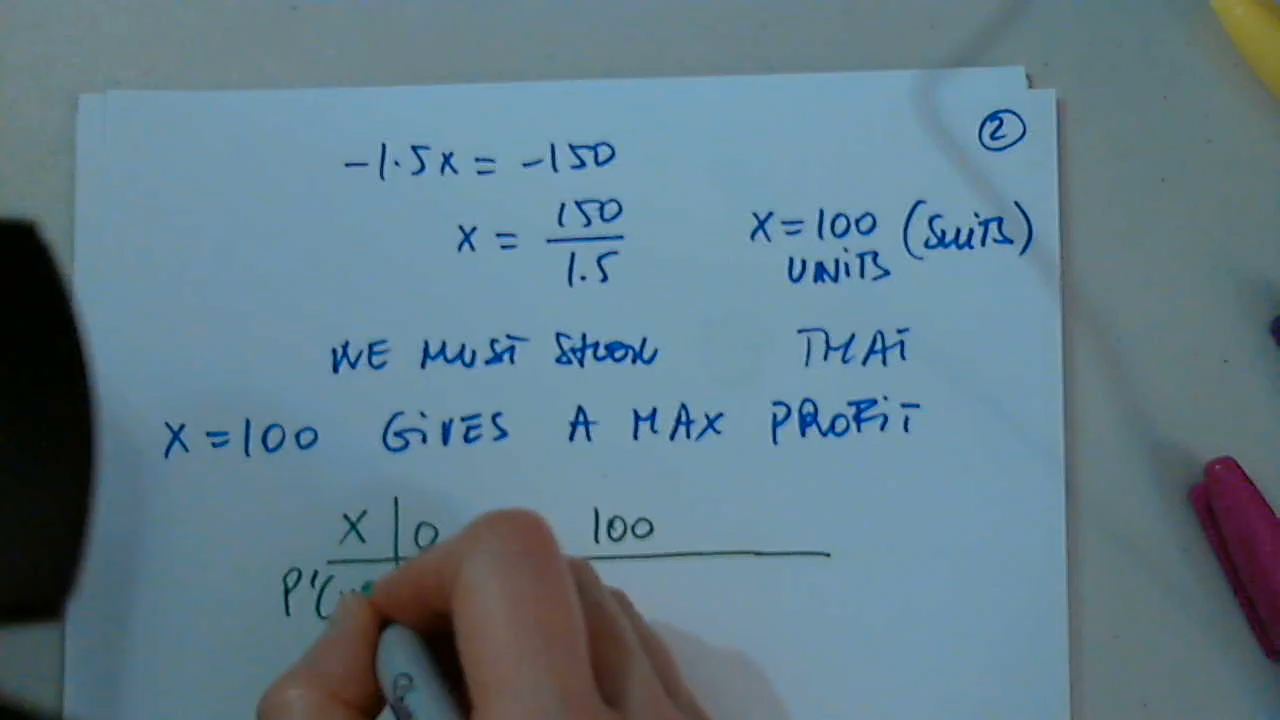 ②
-1.5x = -150
x = 150/1.5 x=100 (SUITS)
UNITS
WE MUST SHOW THAT
x=100 GIVES A MAX PROFIT
x | 0 100
P'(